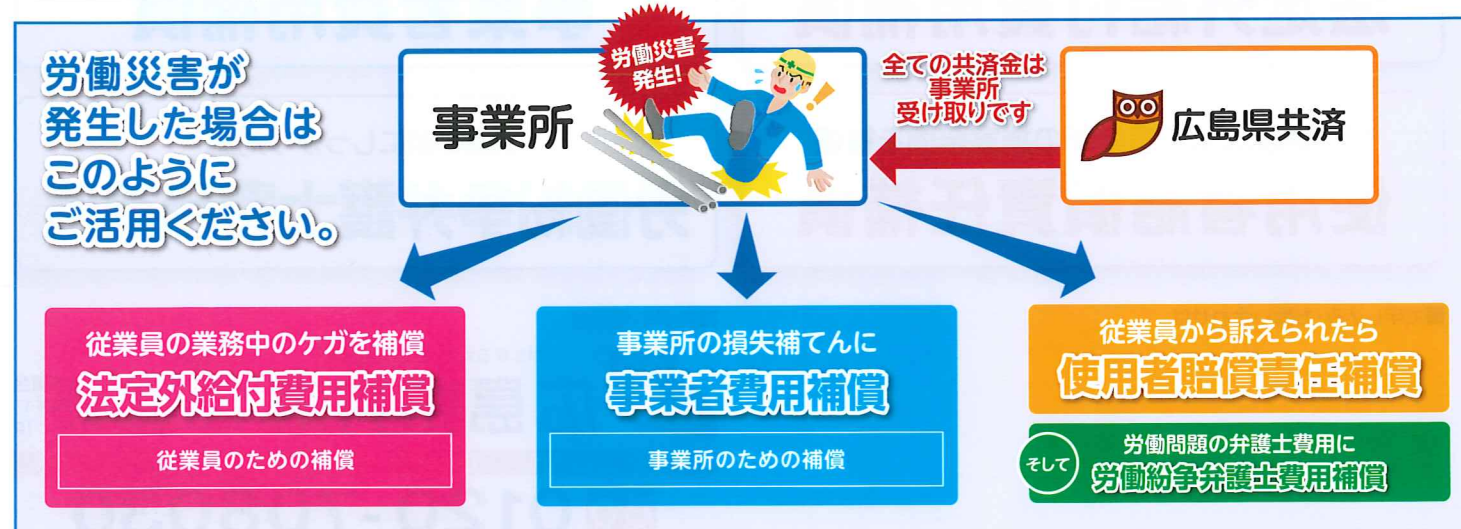 労働災害が
発生した場合は
このように
ご活用ください。
事業所
労働災害
発生!
全ての共済金は
事業所
受け取りです
広島県共済
従業員の業務中のケガを補償
法定外給付費用補償
従業員のための補償
事業所の損失補てんに
事業者費用補償
事業所のための補償
従業員から訴えられたら
使用者賠償責任補償
そして
労働問題の弁護士費用に
労働紛争弁護士費用補償